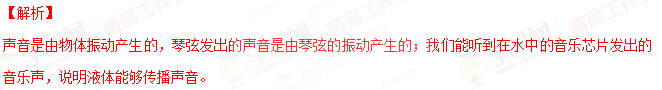 【解析】
声音是由物体振动产生的，琴弦发出的声音是由琴弦的振动产生的；我们能听到在水中的音乐芯片发出的
音乐声，说明液体能够传播声音。